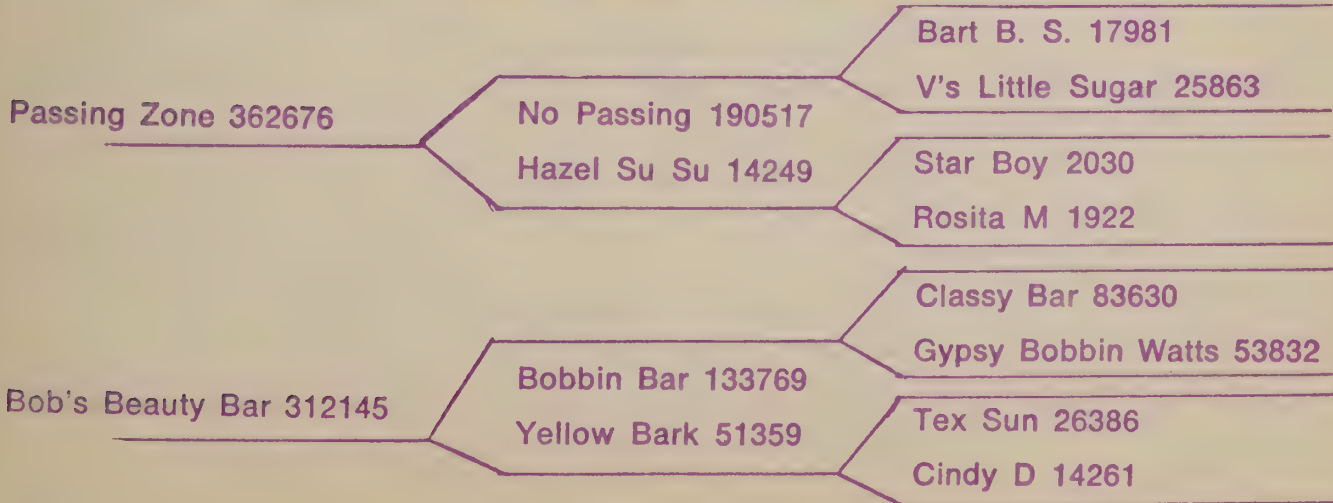 Passing Zone 362676
No Passing 190517
Hazel Su Su 14249
Bart B. S. 17981
V's Little Sugar 25863
Star Boy 2030
Rosita M 1922
Bob's Beauty Bar 312145
Bobbin Bar 133769
Yellow Bark 51359
Classy Bar 83630
Gypsy Bobbin Watts 53832
Tex Sun 26386
Cindy D 14261